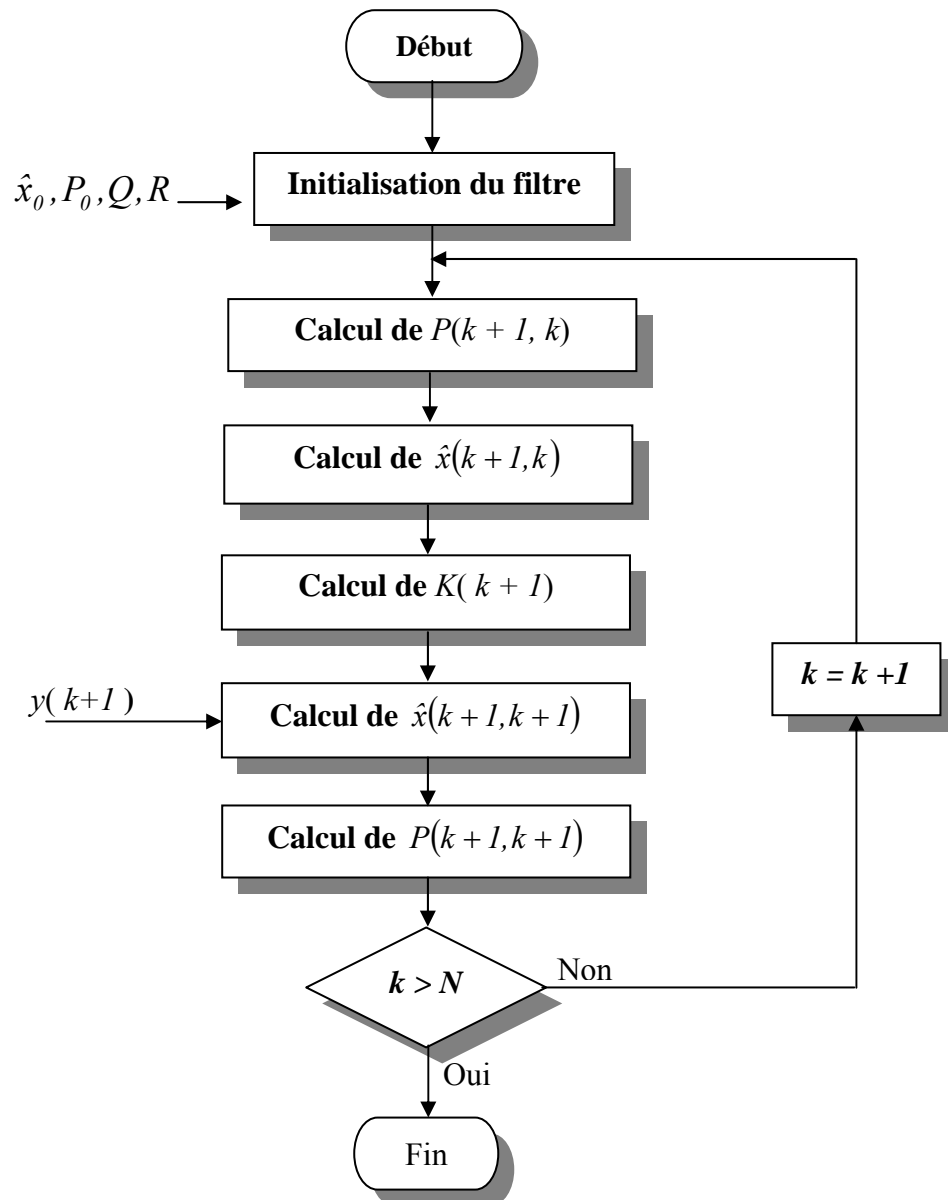 Début
Initialisation du filtre
x̂₀, P₀, Q, R
Calcul de P(k + 1, k)
Calcul de x̂(k + 1, k)
Calcul de K( k + 1)
k = k +1
y( k+1 )
Calcul de x̂(k + 1, k + 1)
Calcul de P(k + 1, k + 1)
k > N
Non
Oui
Fin